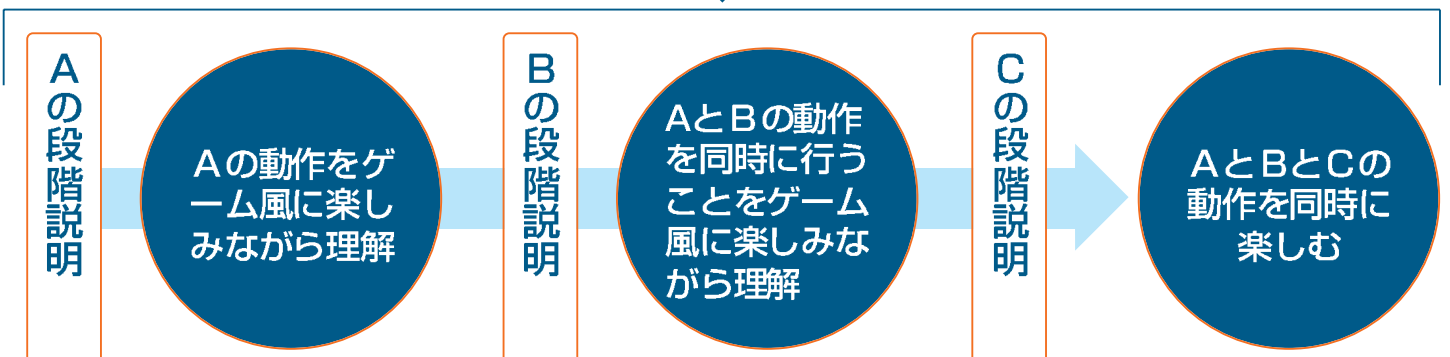 Aの段階説明
Aの動作をゲ
ーム風に楽し
みながら理解
Bの段階説明
AとBの動作
を同時に行う
ことをゲーム
風に楽しみな
がら理解
Cの段階説明
AとBとCの
動作を同時に
楽しむ